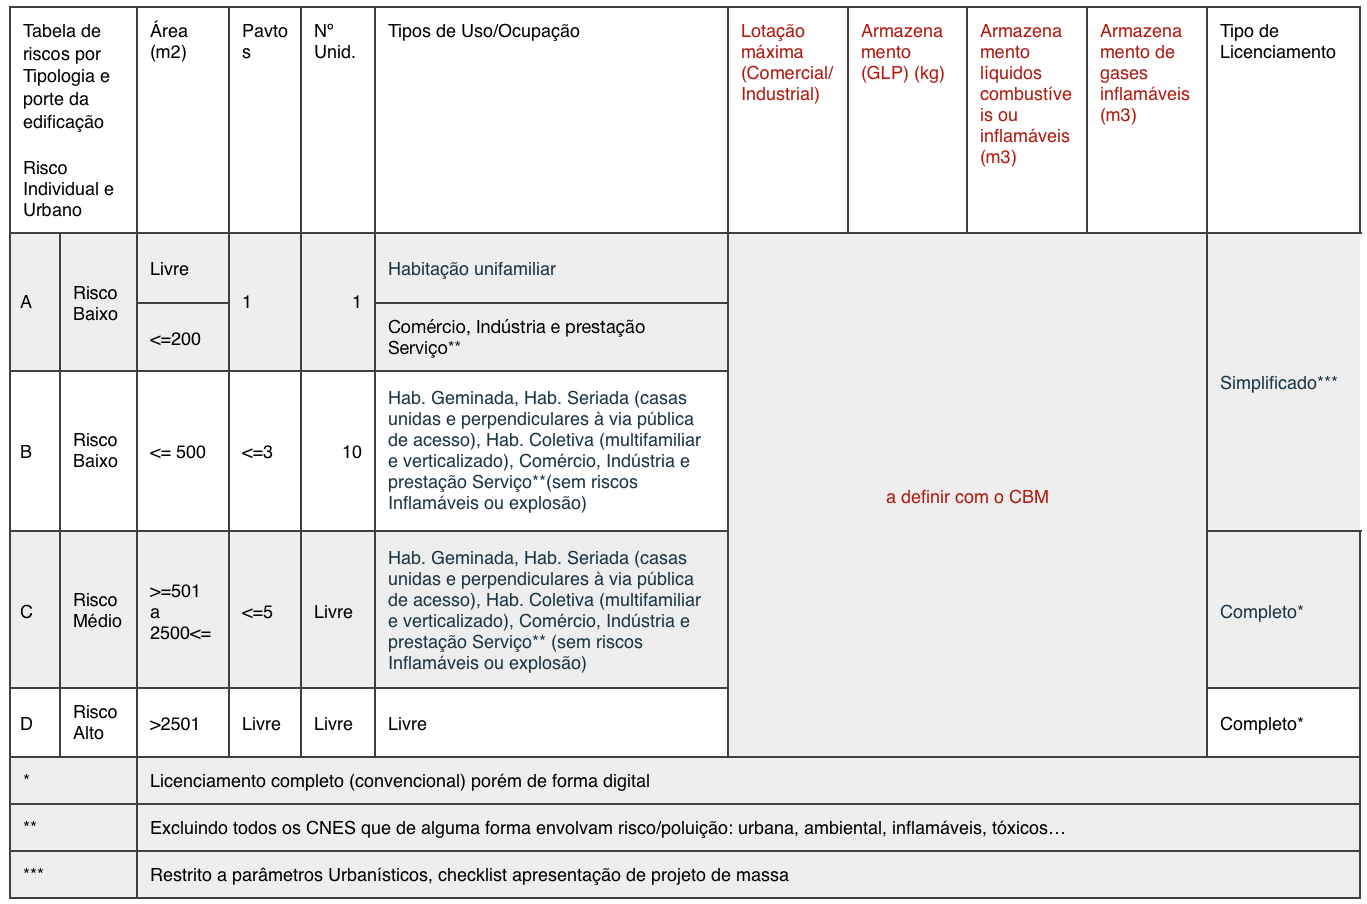 Tabela de
riscos por
Tipologia e
porte da
edificação
Risco
Individual e
Urbano
Área
(m2)
Pavto
s
Nº
Unid.
Tipos de Uso/Ocupação
Lotação
máxima
(Comercial/
Industrial)
Armazena
mento
(GLP) (kg)
Armazena
mento
líquidos
combustíve
is ou
inflamáveis
(m3)
Armazena
mento de
gases
inflamáveis
(m3)
Tipo de
Licenciamento
A
Risco
Baixo
Livre
<=200
1
1
Habitação unifamiliar
Comércio, Indústria e prestação
Serviço**
a definir com o CBM
Simplificado***
B
Risco
Baixo
<= 500
<=3
10
Hab. Geminada, Hab. Seriada (casas
unidas e perpendiculares à via pública
de acesso), Hab. Coletiva (multifamiliar
e verticalizado), Comércio, Indústria e
prestação Serviço**(sem riscos
Inflamáveis ou explosão)
C
Risco
Médio
>=501
a
2500<=
<=5
Livre
Hab. Geminada, Hab. Seriada (casas
unidas e perpendiculares à via pública
de acesso), Hab. Coletiva (multifamiliar
e verticalizado), Comércio, Indústria e
prestação Serviço** (sem riscos
Inflamáveis ou explosão)
Completo*
D
Risco
Alto
>2501
Livre
Livre
Livre
Completo*
*
Licenciamento completo (convencional) porém de forma digital
**
Excluindo todos os CNES que de alguma forma envolvam risco/poluição: urbana, ambiental, inflamáveis, tóxicos…
***
Restrito a parâmetros Urbanísticos, checklist apresentação de projeto de massa